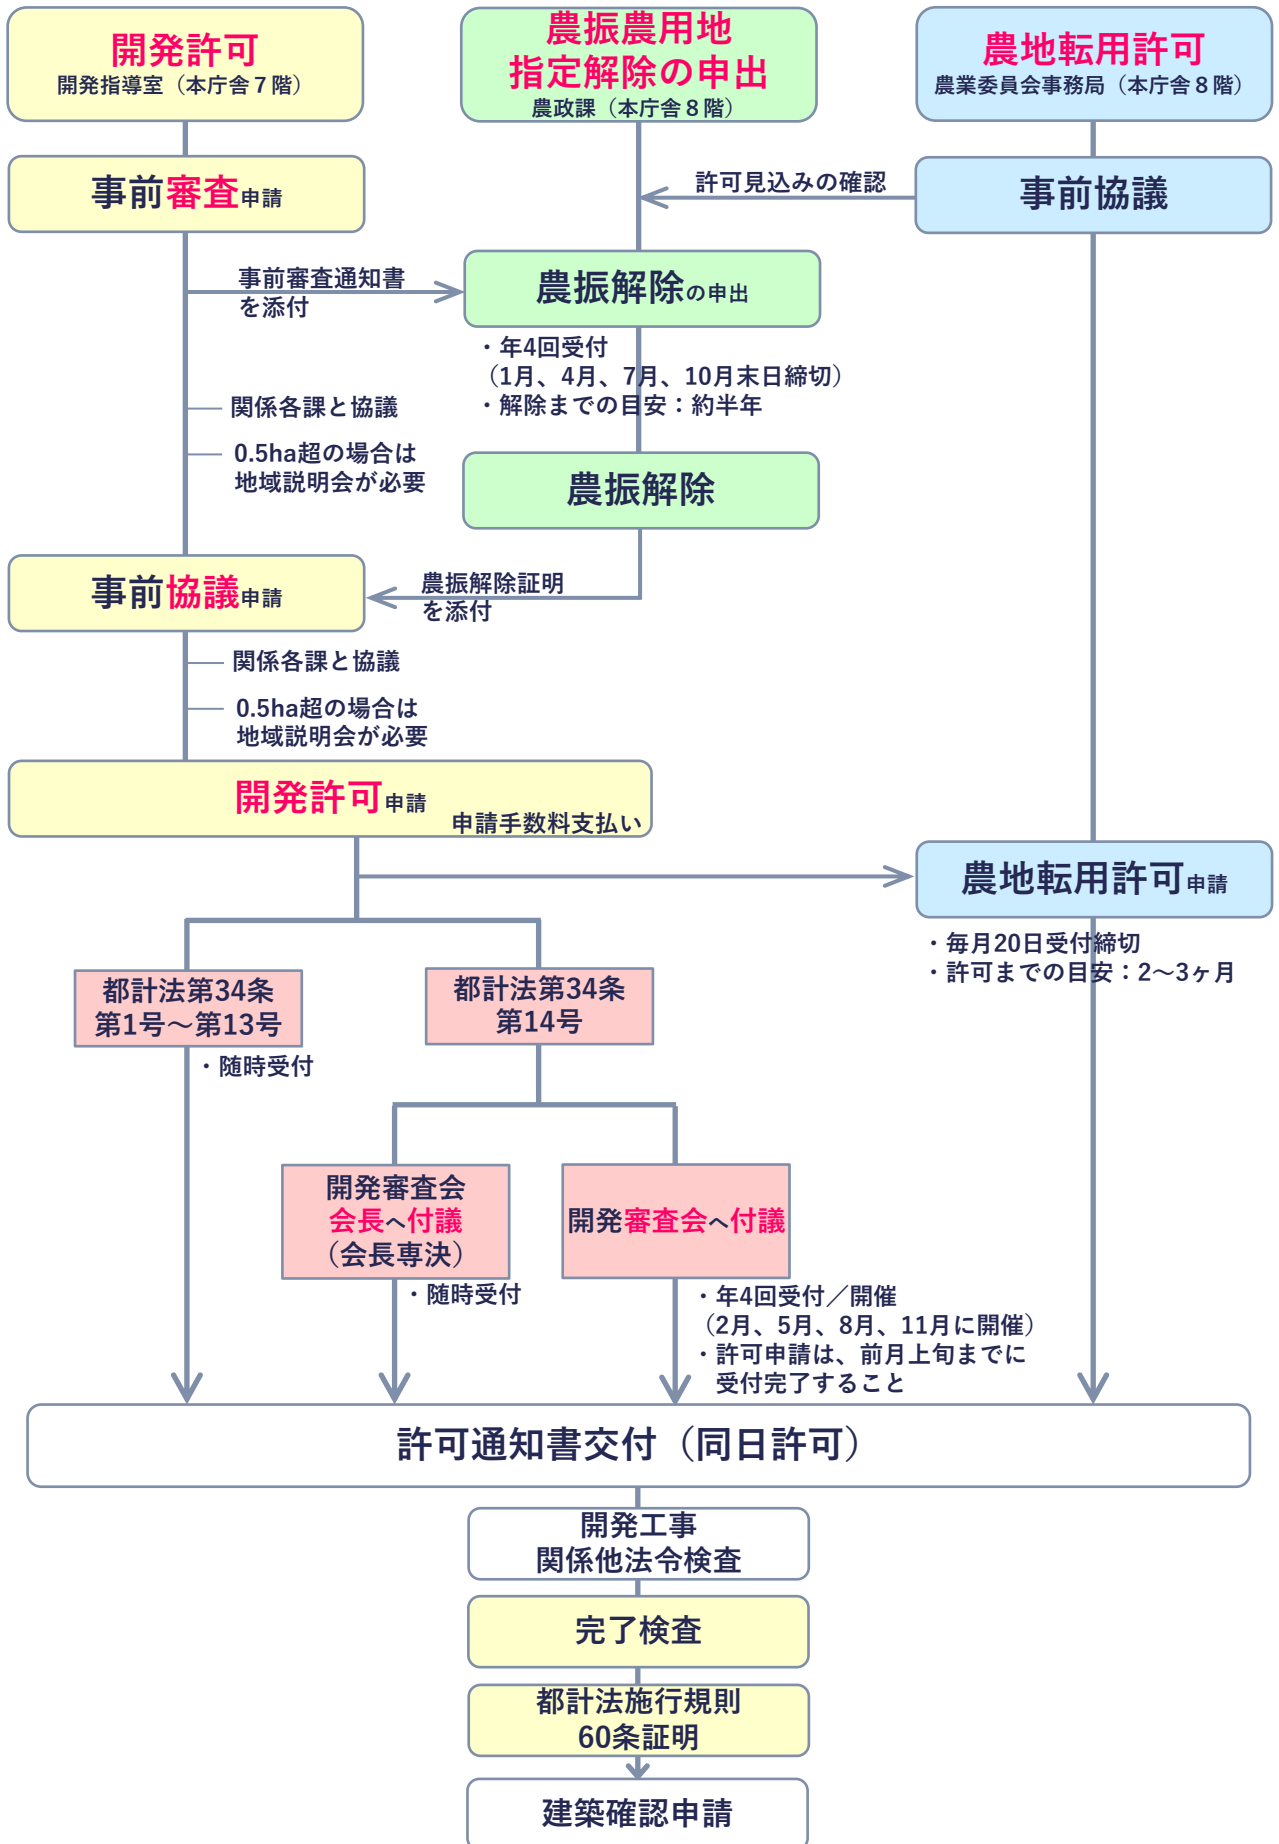 開発許可
開発指導室（本庁舎７階）
農振農用地
指定解除の申出
農政課（本庁舎８階）
農地転用許可
農業委員会事務局（本庁舎８階）
事前審査申請
許可見込みの確認
事前協議
事前審査通知書
を添付
農振解除の申出
・年4回受付
（1月、4月、7月、10月末日締切）
・解除までの目安：約半年
関係各課と協議
0.5ha超の場合は
地域説明会が必要
農振解除
事前協議申請
農振解除証明
を添付
関係各課と協議
0.5ha超の場合は
地域説明会が必要
開発許可申請
申請手数料支払い
農地転用許可申請
・毎月20日受付締切
・許可までの目安：2～3ヶ月
都計法第34条
第1号～第13号
・随時受付
都計法第34条
第14号
開発審査会
会長へ付議
（会長専決）
・随時受付
開発審査会へ付議
・年4回受付／開催
（2月、5月、8月、11月に開催）
・許可申請は、前月上旬までに
受付完了すること
許可通知書交付（同日許可）
開発工事
関係他法令検査
完了検査
都計法施行規則
60条証明
建築確認申請